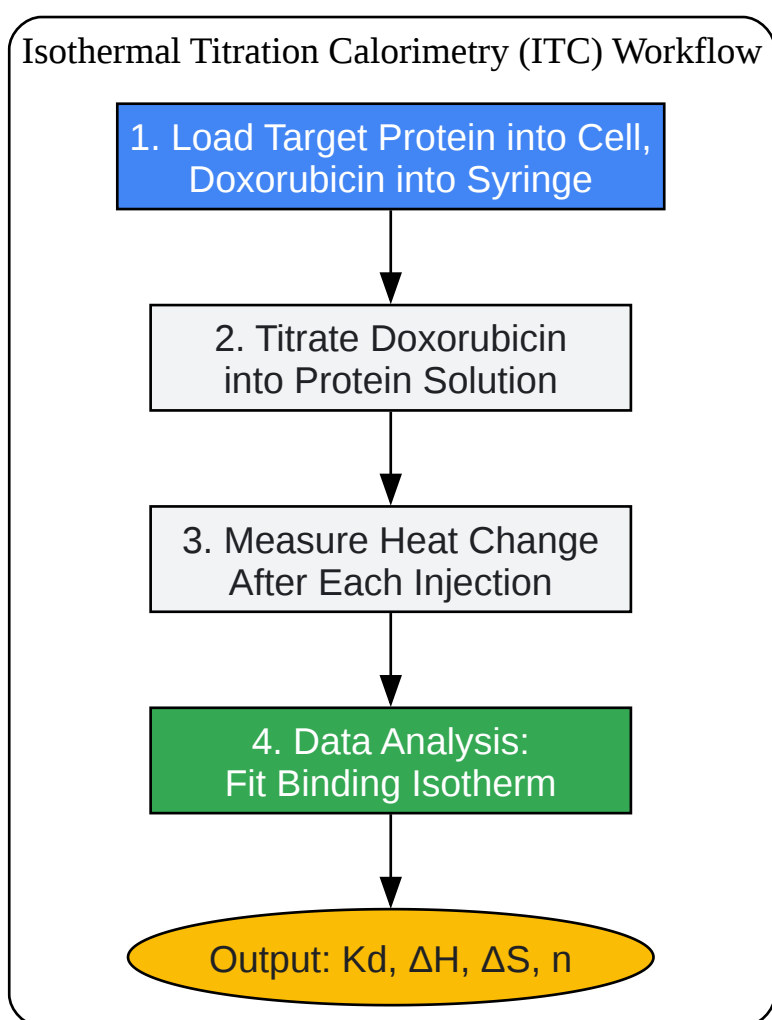 Isothermal Titration Calorimetry (ITC) Workflow
1. Load Target Protein into Cell,
Doxorubicin into Syringe
2. Titrate Doxorubicin
into Protein Solution
3. Measure Heat Change
After Each Injection
4. Data Analysis:
Fit Binding Isotherm
Output: Kd, ΔH, ΔS, n